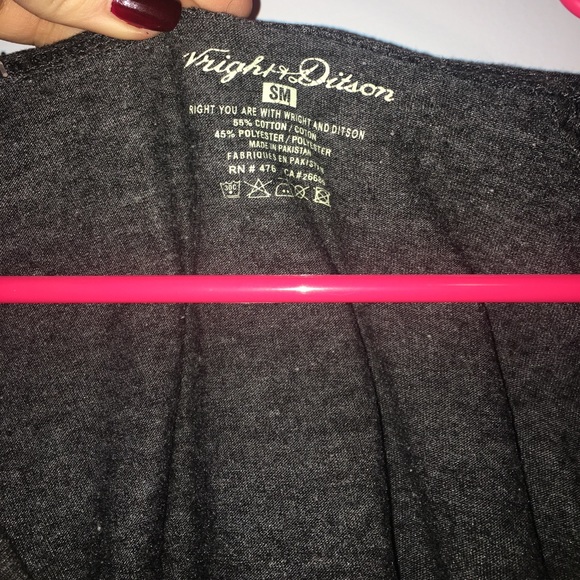 Wright & Ditson
SM
RIGHT YOU ARE WITH WRIGHT AND DITSON
55% COTTON / COTON
45% POLYESTER / POLYESTER
MADE IN PAKISTAN
FABRIQUES EN PAKISTAN
RN # 476
30C